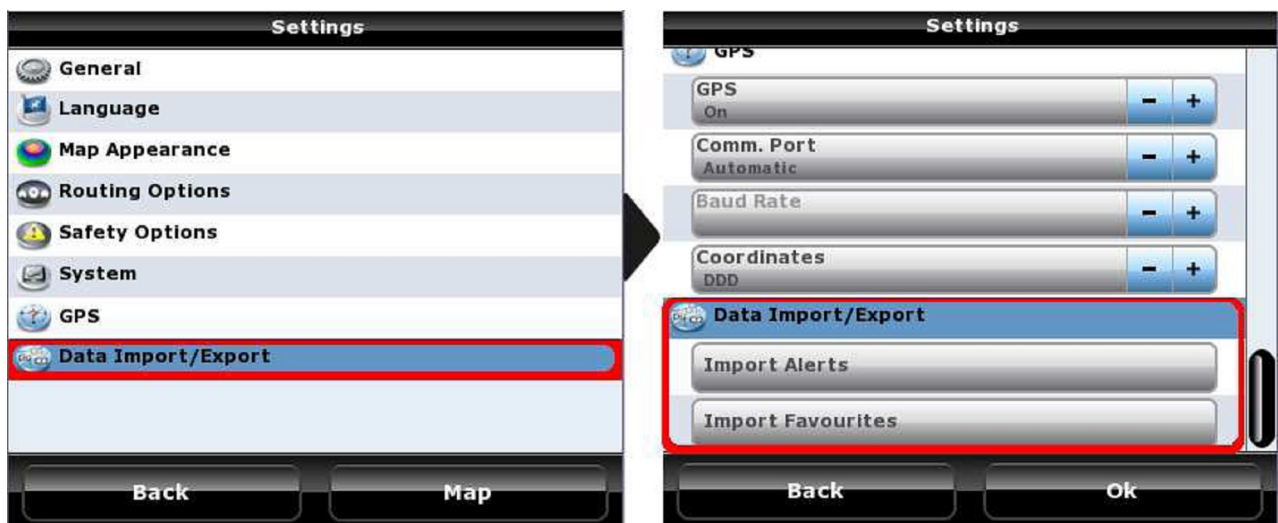 Settings
General
Language
Map Appearance
Routing Options
Safety Options
System
GPS
Data Import/Export
Back
Map
Settings
GPS
GPS
On
Comm. Port
Automatic
Baud Rate
Coordinates
DDD
Data Import/Export
Import Alerts
Import Favourites
Back
Ok